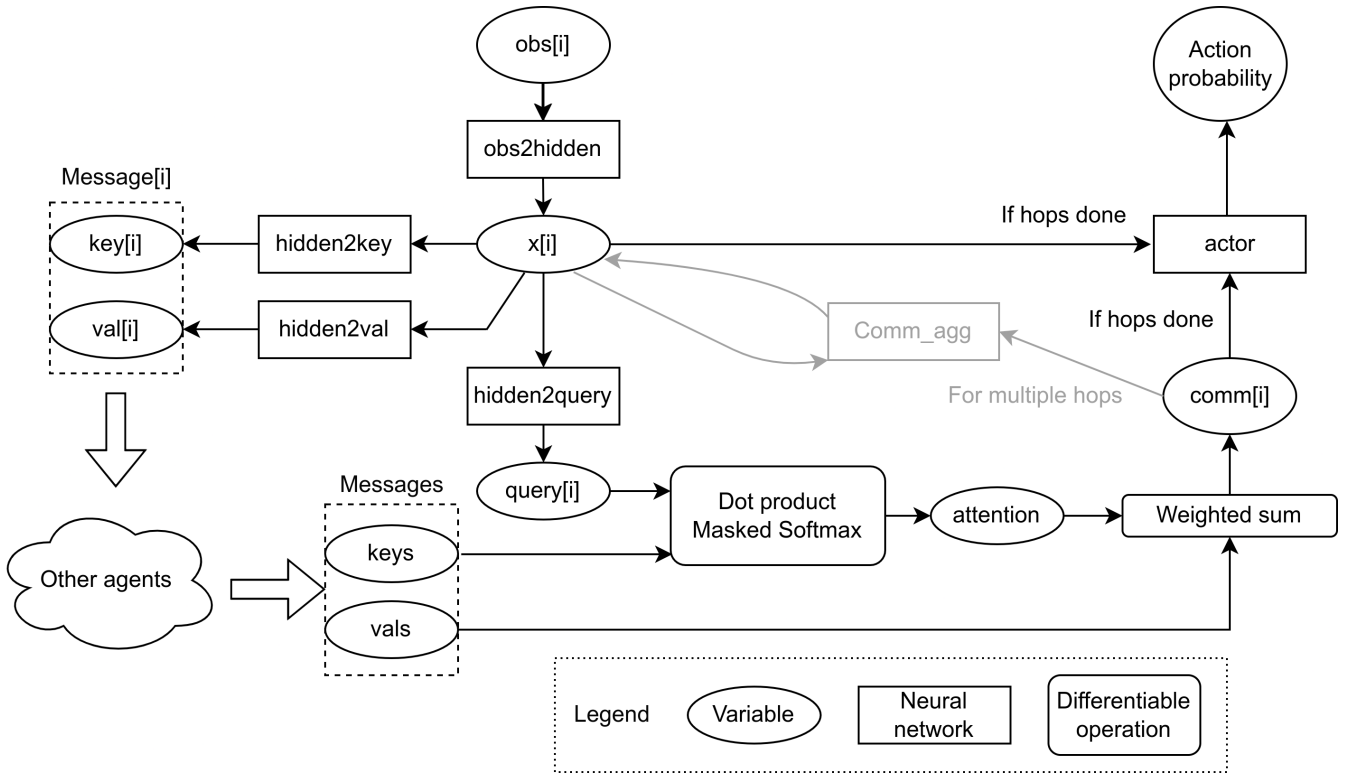 obs[i]
Action
probability
obs2hidden
Message[i]
key[i]
hidden2key
x[i]
If hops done
actor
val[i]
hidden2val
Comm_agg
If hops done
hidden2query
For multiple hops
comm[i]
Messages
query[i]
Dot product
Masked Softmax
attention
Weighted sum
keys
Other agents
vals
Legend
Variable
Neural
network
Differentiable
operation